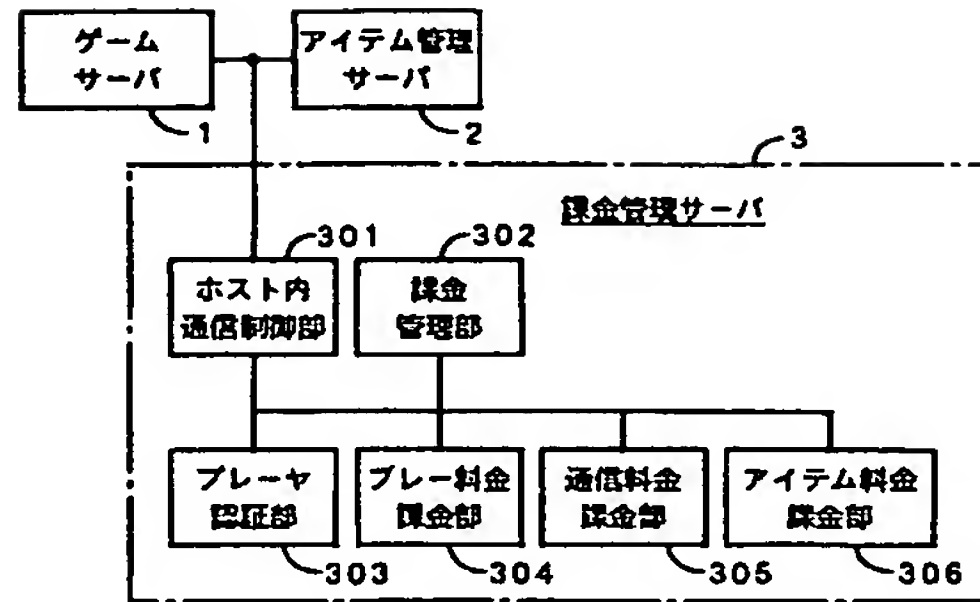 ゲーム
サーバ
アイテム管理
サーバ
1
2
3
課金管理サーバ
301
302
ホスト内
通信制御部
課金
管理部
プレーヤ
認証部
プレー料金
課金部
通信料金
課金部
アイテム料金
課金部
303
304
305
306